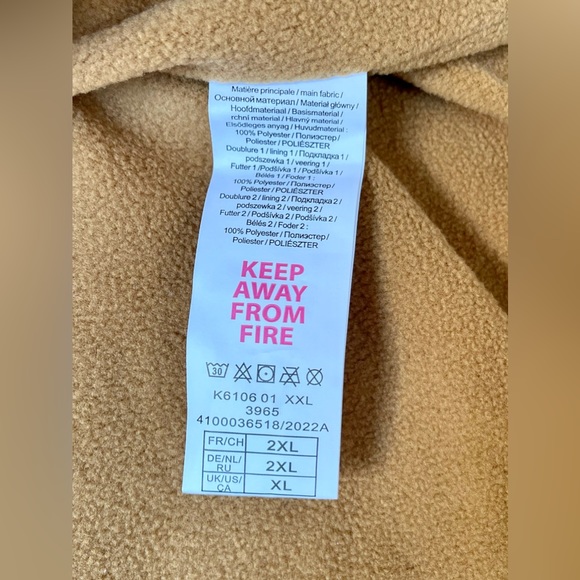 Matière principale / main fabric /
Основной материал / Materiał główny /
Hoofdmateriaal / Basismaterial /
rchní material / Hlavný materiál /
Elsődleges anyag / Huvudmaterial :
100% Polyester / Полиэстер /
Poliester / POLIÉSZTER
Doublure 1 / lining 1 / Подкладка 1 /
podszewka 1 / veering 1 /
Futter 1 / Podšívka 1 / Podšívka 1 /
Bélés 1 / Foder 1 :
100% Polyester / Полиэстер /
Poliester / POLIÉSZTER
Doublure 2 / lining 2 / Подкладка 2 /
podszewka 2 / veering 2 /
Futter 2 / Podšívka 2 / Podšívka 2 /
Bélés 2 / Foder 2 :
100% Polyester / Полиэстер /
Poliester / POLIÉSZTER
KEEP
AWAY
FROM
FIRE
30
K6106 01 XXL
3965
4100036518/2022A
FR/CH 2XL
DE/NL/
RU 2XL
UK/US/
CA XL